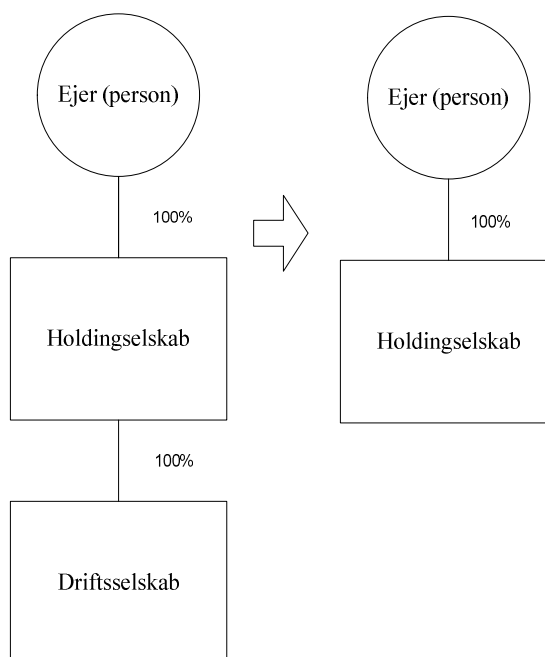 Ejer (person)
100%
Holdingselskab
100%
Driftsselskab
Ejer (person)
100%
Holdingselskab